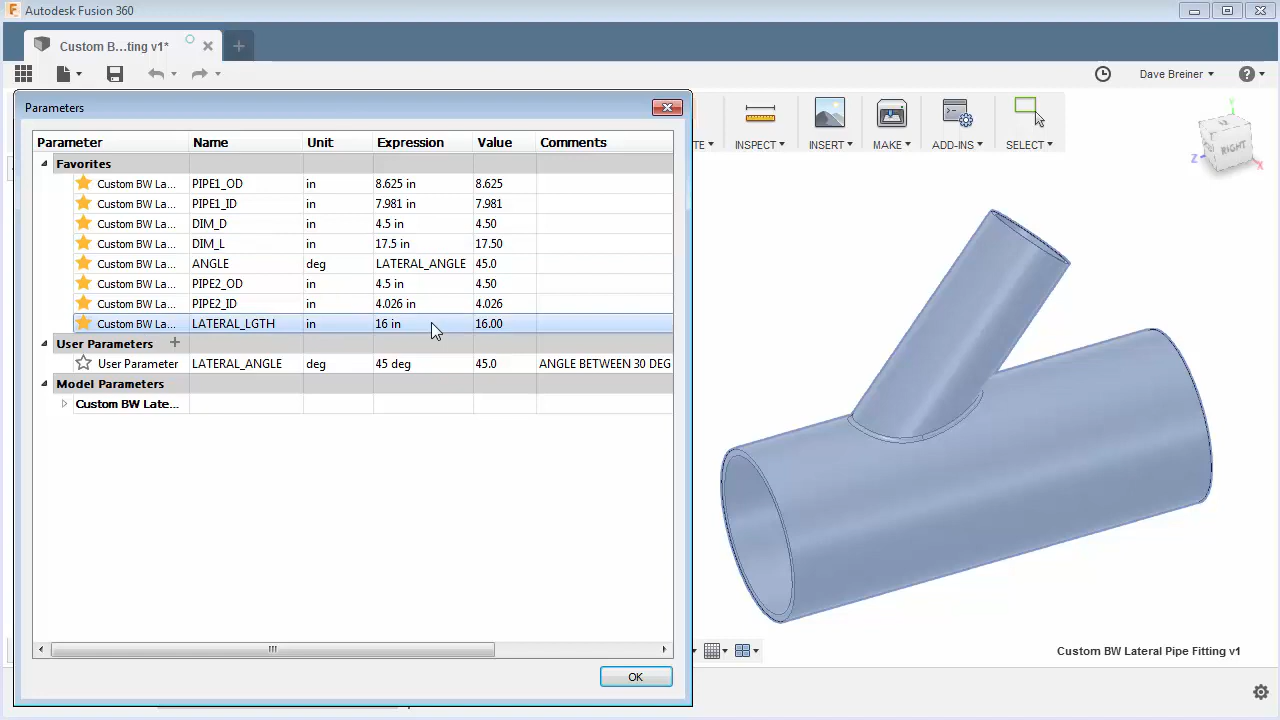 Autodesk Fusion 360
Custom B...ting v1*
Dave Breiner
Parameters
TE INSPECT INSERT MAKE ADD-INS SELECT
RIGHT
Y
Z
X
Parameter Name Unit Expression Value Comments
Favorites
Custom BW La... PIPE1_OD in 8.625 in 8.625
Custom BW La... PIPE1_ID in 7.981 in 7.981
Custom BW La... DIM_D in 4.5 in 4.50
Custom BW La... DIM_L in 17.5 in 17.50
Custom BW La... ANGLE deg LATERAL_ANGLE 45.0
Custom BW La... PIPE2_OD in 4.5 in 4.50
Custom BW La... PIPE2_ID in 4.026 in 4.026
Custom BW La... LATERAL_LGTH in 16 in 16.00
User Parameters
User Parameter LATERAL_ANGLE deg 45 deg 45.0 ANGLE BETWEEN 30 DEG
Model Parameters
Custom BW Late...
OK
Custom BW Lateral Pipe Fitting v1